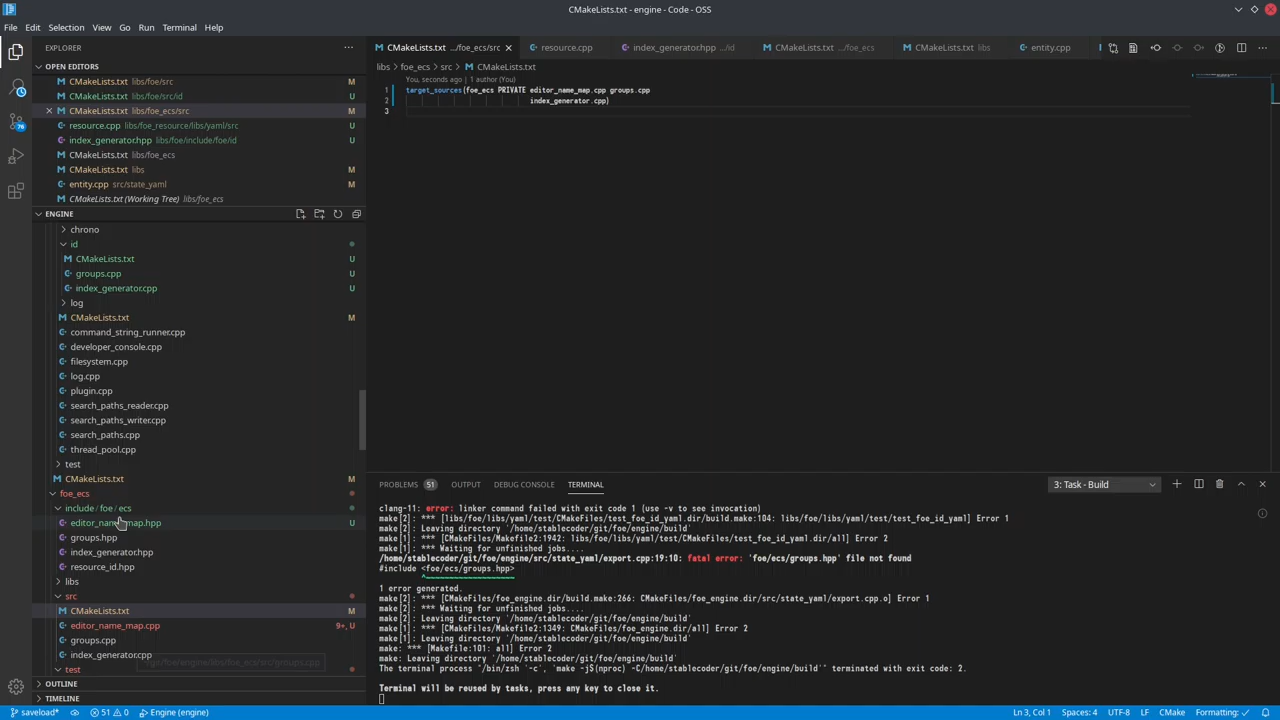 CMakeLists.txt - engine - Code - OSS
File Edit Selection View Go Run Terminal Help
EXPLORER ···
OPEN EDITORS
CMakeLists.txt libs/foe/src M
CMakeLists.txt libs/foe/src/id U
CMakeLists.txt libs/foe_ecs/src M
resource.cpp libs/foe_resource/libs/yaml/src U
index_generator.hpp libs/foe/include/foe/id U
CMakeLists.txt libs/foe_ecs
CMakeLists.txt libs M
entity.cpp src/state_yaml M
CMakeLists.txt (Working Tree) libs/foe_ecs
ENGINE
chrono
id
CMakeLists.txt U
groups.cpp U
index_generator.cpp U
log
CMakeLists.txt M
command_string_runner.cpp
developer_console.cpp
filesystem.cpp
log.cpp
plugin.cpp
search_paths_reader.cpp
search_paths_writer.cpp
search_paths.cpp
thread_pool.cpp
test
CMakeLists.txt M
foe_ecs
include / foe / ecs
editor_name_map.hpp U
groups.hpp
index_generator.hpp
resource_id.hpp
libs
src
CMakeLists.txt M
editor_name_map.cpp 9+, U
groups.cpp
index_generator.cpp
~/git/foe/engine/libs/foe_ecs/src/groups.cpp
test
OUTLINE
TIMELINE
76
CMakeLists.txt .../foe_ecs/src
resource.cpp
index_generator.hpp .../id
CMakeLists.txt .../foe_ecs
CMakeLists.txt libs
entity.cpp
libs > foe_ecs > src > CMakeLists.txt
You, seconds ago | 1 author (You)
1 target_sources(foe_ecs PRIVATE editor_name_map.cpp groups.cpp
2 index_generator.cpp)
3
PROBLEMS 51 OUTPUT DEBUG CONSOLE TERMINAL 3: Task - Build
clang-11: error: linker command failed with exit code 1 (use -v to see invocation)
make[2]: *** [libs/foe/libs/yaml/test/CMakeFiles/test_foe_id_yaml.dir/build.make:104: libs/foe/libs/yaml/test/test_foe_id_yaml] Error 1
make[2]: Leaving directory '/home/stablecoder/git/foe/engine/build'
make[1]: *** [CMakeFiles/Makefile2:1942: libs/foe/libs/yaml/test/CMakeFiles/test_foe_id_yaml.dir/all] Error 2
make[1]: *** Waiting for unfinished jobs....
/home/stablecoder/git/foe/engine/src/state_yaml/export.cpp:19:10: fatal error: 'foe/ecs/groups.hpp' file not found
#include <foe/ecs/groups.hpp>
^~~~~~~~~~~~~~~~~~~~
1 error generated.
make[2]: *** [CMakeFiles/foe_engine.dir/build.make:266: CMakeFiles/foe_engine.dir/src/state_yaml/export.cpp.o] Error 1
make[2]: *** Waiting for unfinished jobs....
make[2]: Leaving directory '/home/stablecoder/git/foe/engine/build'
make[1]: *** [CMakeFiles/Makefile2:1349: CMakeFiles/foe_engine.dir/all] Error 2
make[1]: Leaving directory '/home/stablecoder/git/foe/engine/build'
make: *** [Makefile:101: all] Error 2
make: Leaving directory '/home/stablecoder/git/foe/engine/build'
The terminal process "/bin/zsh '-c', 'make -j$(nproc) -C/home/stablecoder/git/foe/engine/build'" terminated with exit code: 2.
Terminal will be reused by tasks, press any key to close it.
saveload* 51 0 Engine (engine) Ln 3, Col 1 Spaces: 4 UTF-8 LF CMake Formatting: ✓